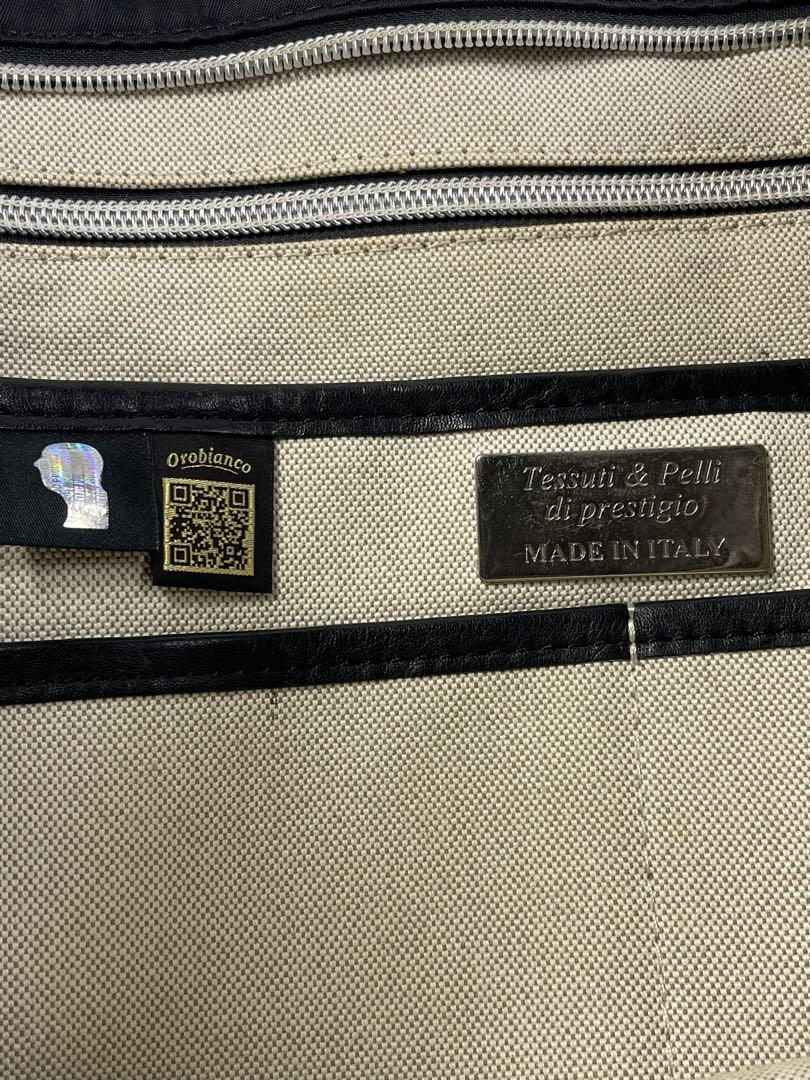 Orobianco
Tessuti & Pelli
di prestigio
MADE IN ITALY